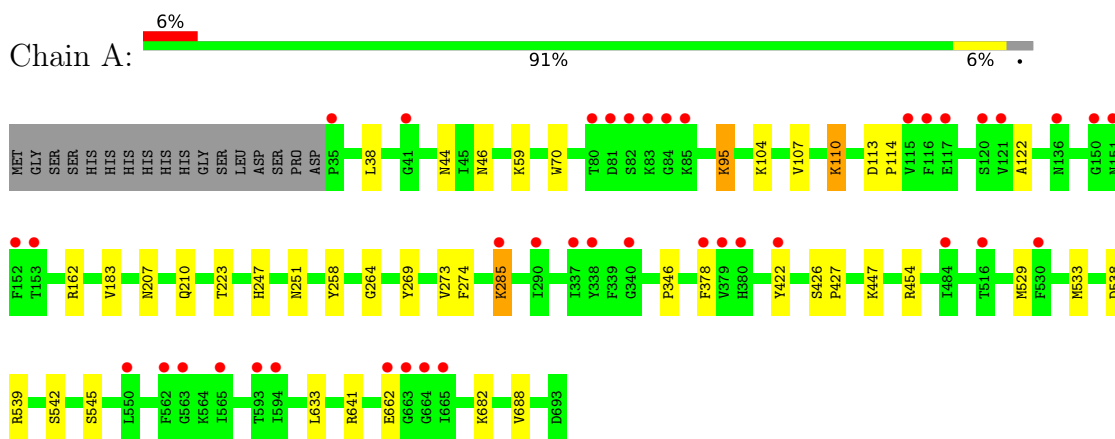 6%
Chain A:
91% 6% •
MET GLY SER SER HIS HIS HIS HIS HIS HIS GLY SER LEU ASP SER PRO ASP P35 L38 G41 N44 I45 N46 K59 W70 T80 D81 S82 K83 G84 K85 K95 K104 V107 K110 D113 P114 V115 F116 E117 S120 V121 A122 N136 G150 N151
F152 T153 R162 V183 N207 Q210 T223 H247 N251 Y258 G264 Y269 V273 F274 K285 I290 I337 Y338 F339 G340 P346 F378 V379 H380 Y422 S426 P427 K447 R454 I484 T516 M529 F530 M533 D538
R539 S542 S545 L550 F562 G563 K564 I565 T593 I594 L633 R641 E662 G663 G664 I665 K682 V688 D693